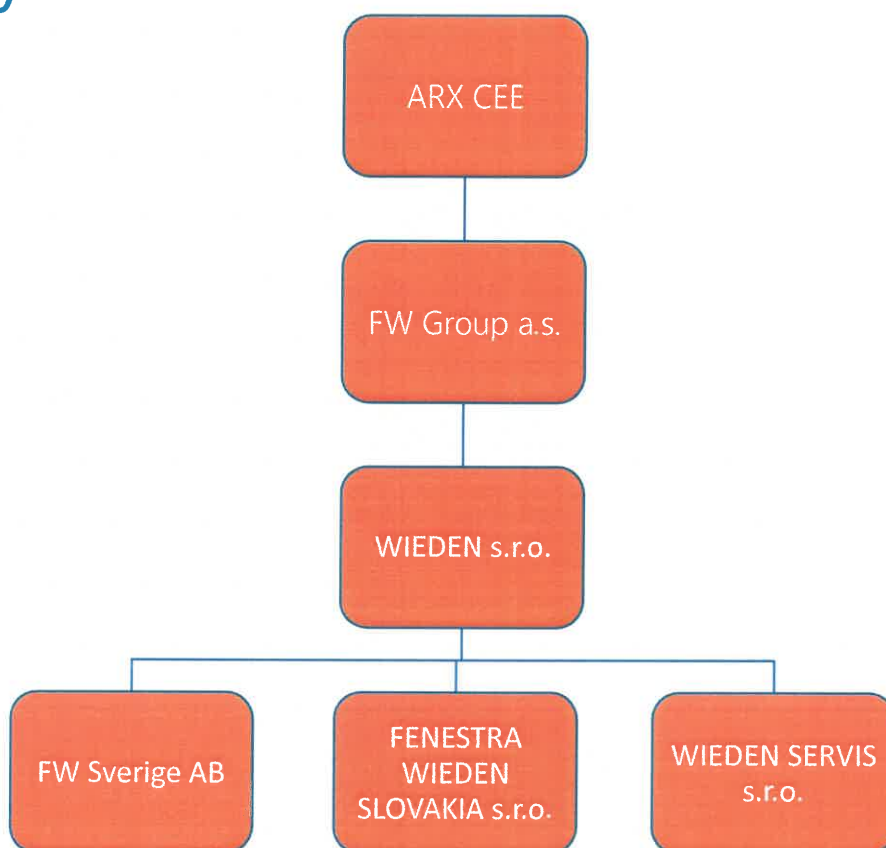 ARX CEE
FW Group a.s.
WIEDEN s.r.o.
FW Sverige AB
FENESTRA
WIEDEN
SLOVAKIA s.r.o.
WIEDEN SERVIS
s.r.o.